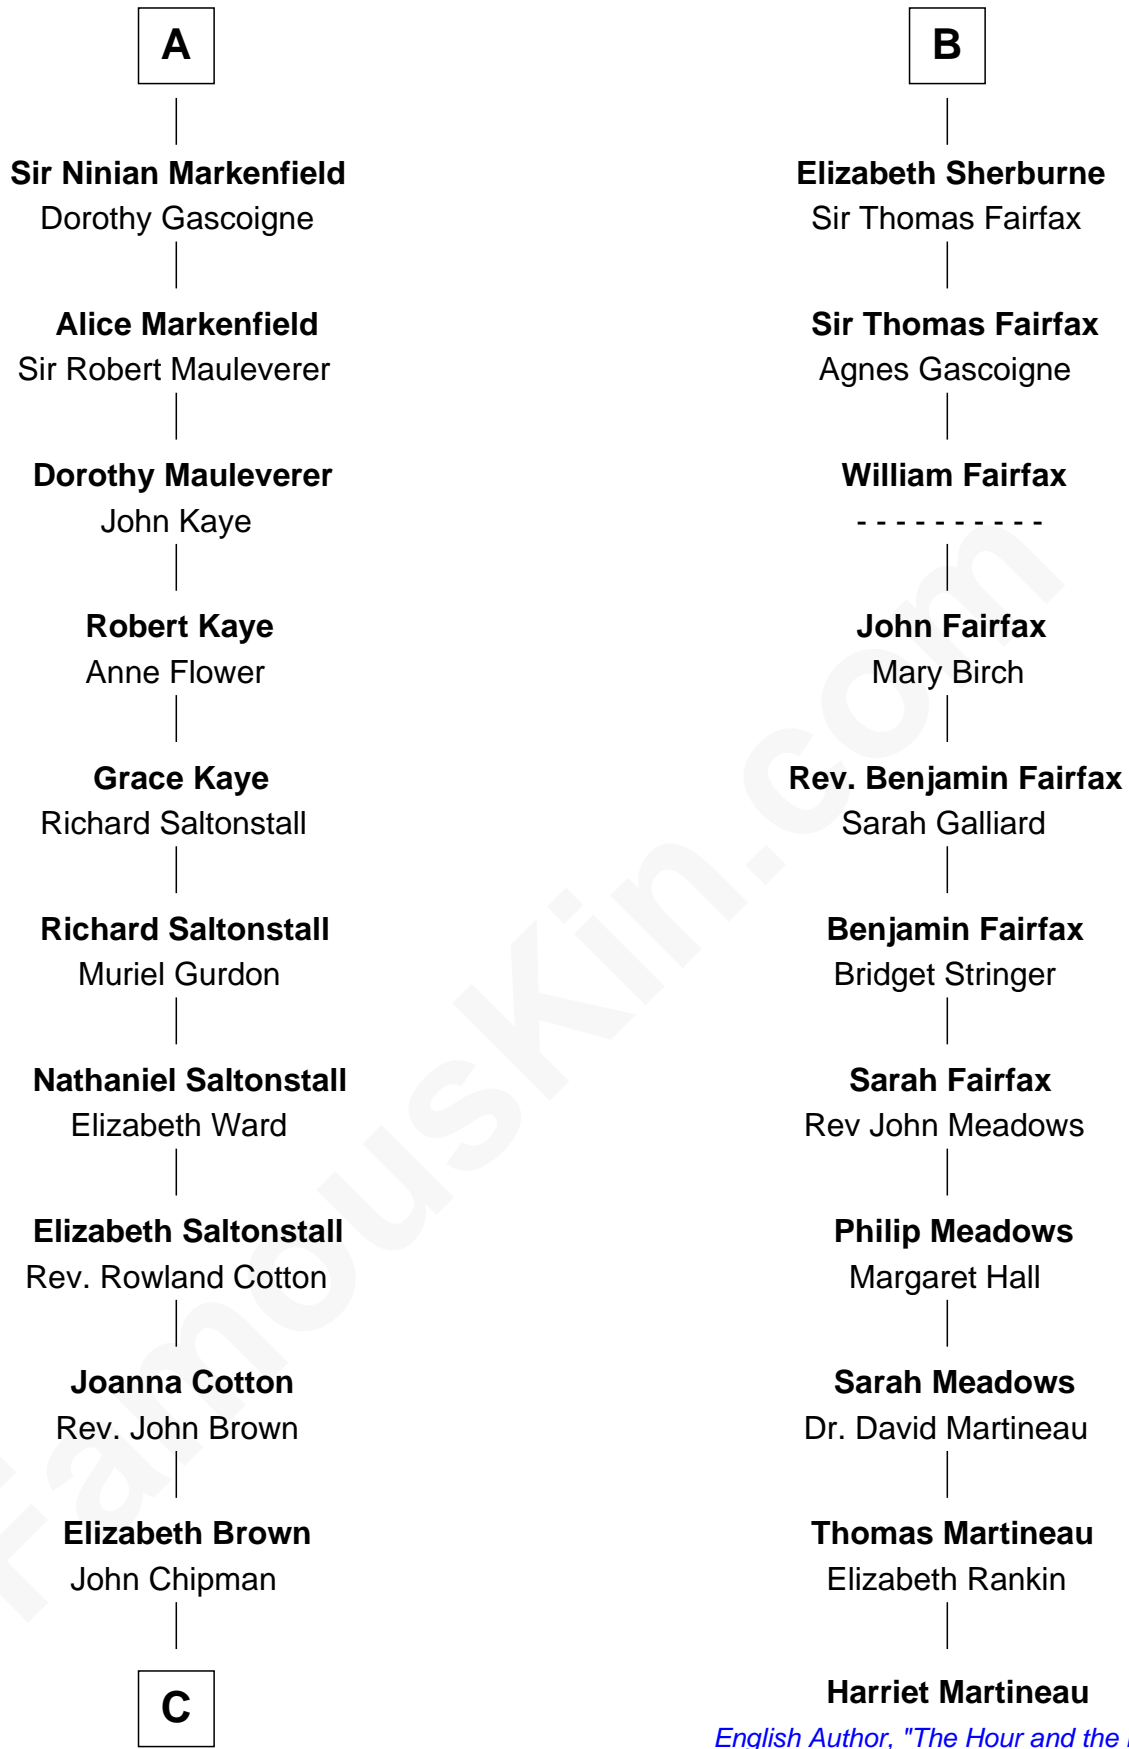 A
Sir Ninian Markenfield
Dorothy Gascoigne
Alice Markenfield
Sir Robert Mauleverer
Dorothy Mauleverer
John Kaye
Robert Kaye
Anne Flower
Grace Kaye
Richard Saltonstall
Richard Saltonstall
Muriel Gurdon
Nathaniel Saltonstall
Elizabeth Ward
Elizabeth Saltonstall
Rev. Rowland Cotton
Joanna Cotton
Rev. John Brown
Elizabeth Brown
John Chipman
C
B
Elizabeth Sherburne
Sir Thomas Fairfax
Sir Thomas Fairfax
Agnes Gascoigne
William Fairfax
- - - - - - - - - -
John Fairfax
Mary Birch
Rev. Benjamin Fairfax
Sarah Galliard
Benjamin Fairfax
Bridget Stringer
Sarah Fairfax
Rev John Meadows
Philip Meadows
Margaret Hall
Sarah Meadows
Dr. David Martineau
Thomas Martineau
Elizabeth Rankin
Harriet Martineau
English Author, "The Hour and the
FamousKin.com